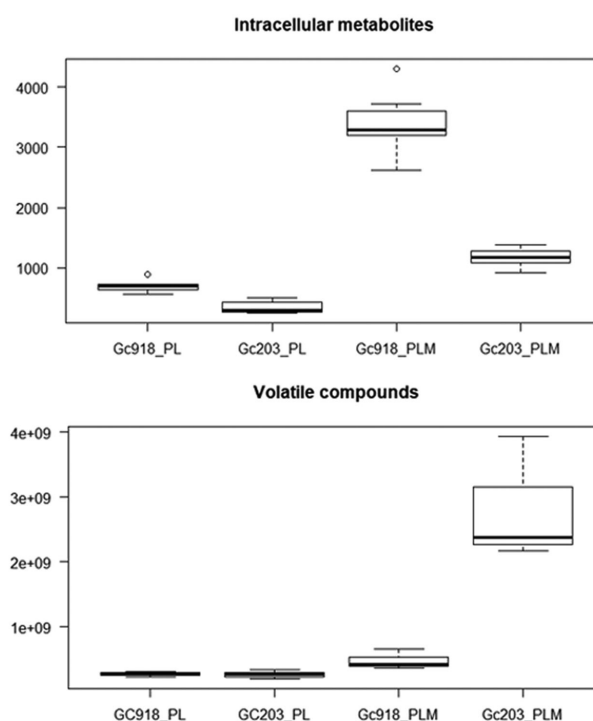 Intracellular metabolites
4000
3000
2000
1000
Gc918_PL Gc203_PL Gc918_PLM Gc203_PLM
Volatile compounds
4e+09
3e+09
2e+09
1e+09
GC918_PL GC203_PL Gc918_PLM Gc203_PLM